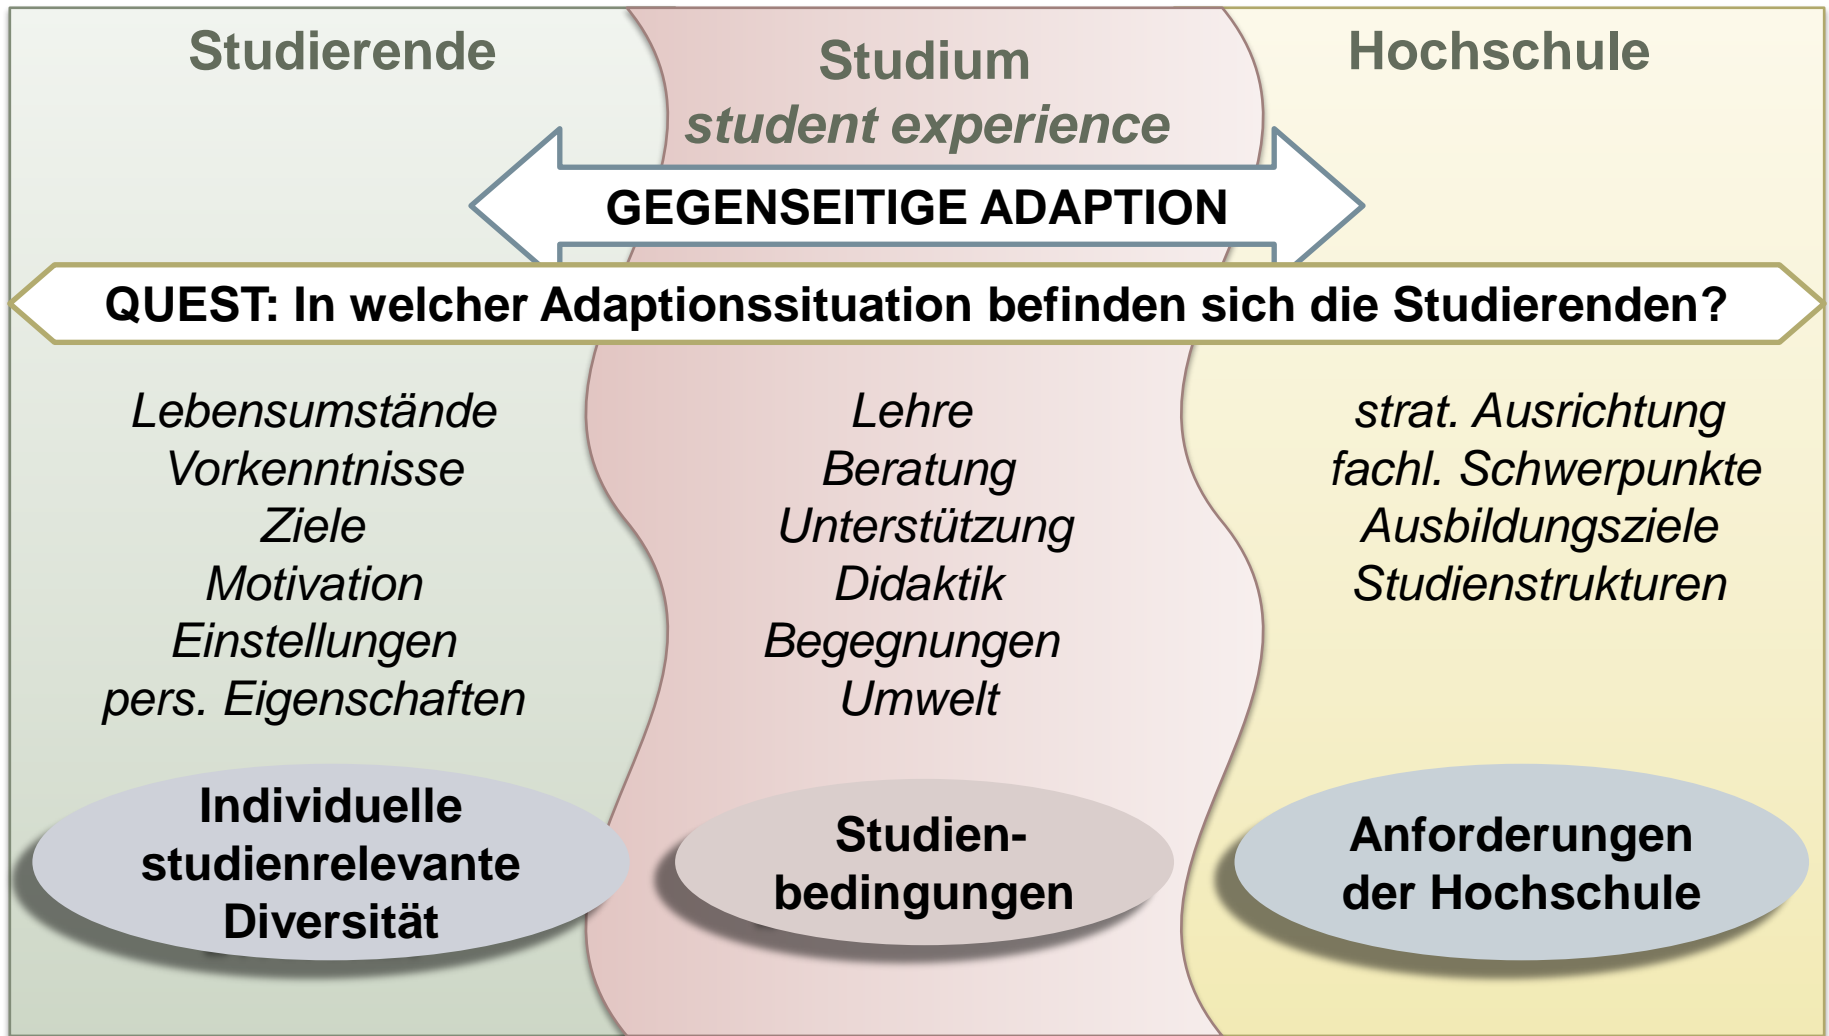 Studierende
Studium
student experience
Hochschule
GEGENSEITIGE ADAPTION
QUEST: In welcher Adaptionssituation befinden sich die Studierenden?
Lebensumstände
Vorkenntnisse
Ziele
Motivation
Einstellungen
pers. Eigenschaften
Lehre
Beratung
Unterstützung
Didaktik
Begegnungen
Umwelt
strat. Ausrichtung
fachl. Schwerpunkte
Ausbildungsziele
Studienstrukturen
Individuelle
studienrelevante
Diversität
Studien-
bedingungen
Anforderungen
der Hochschule